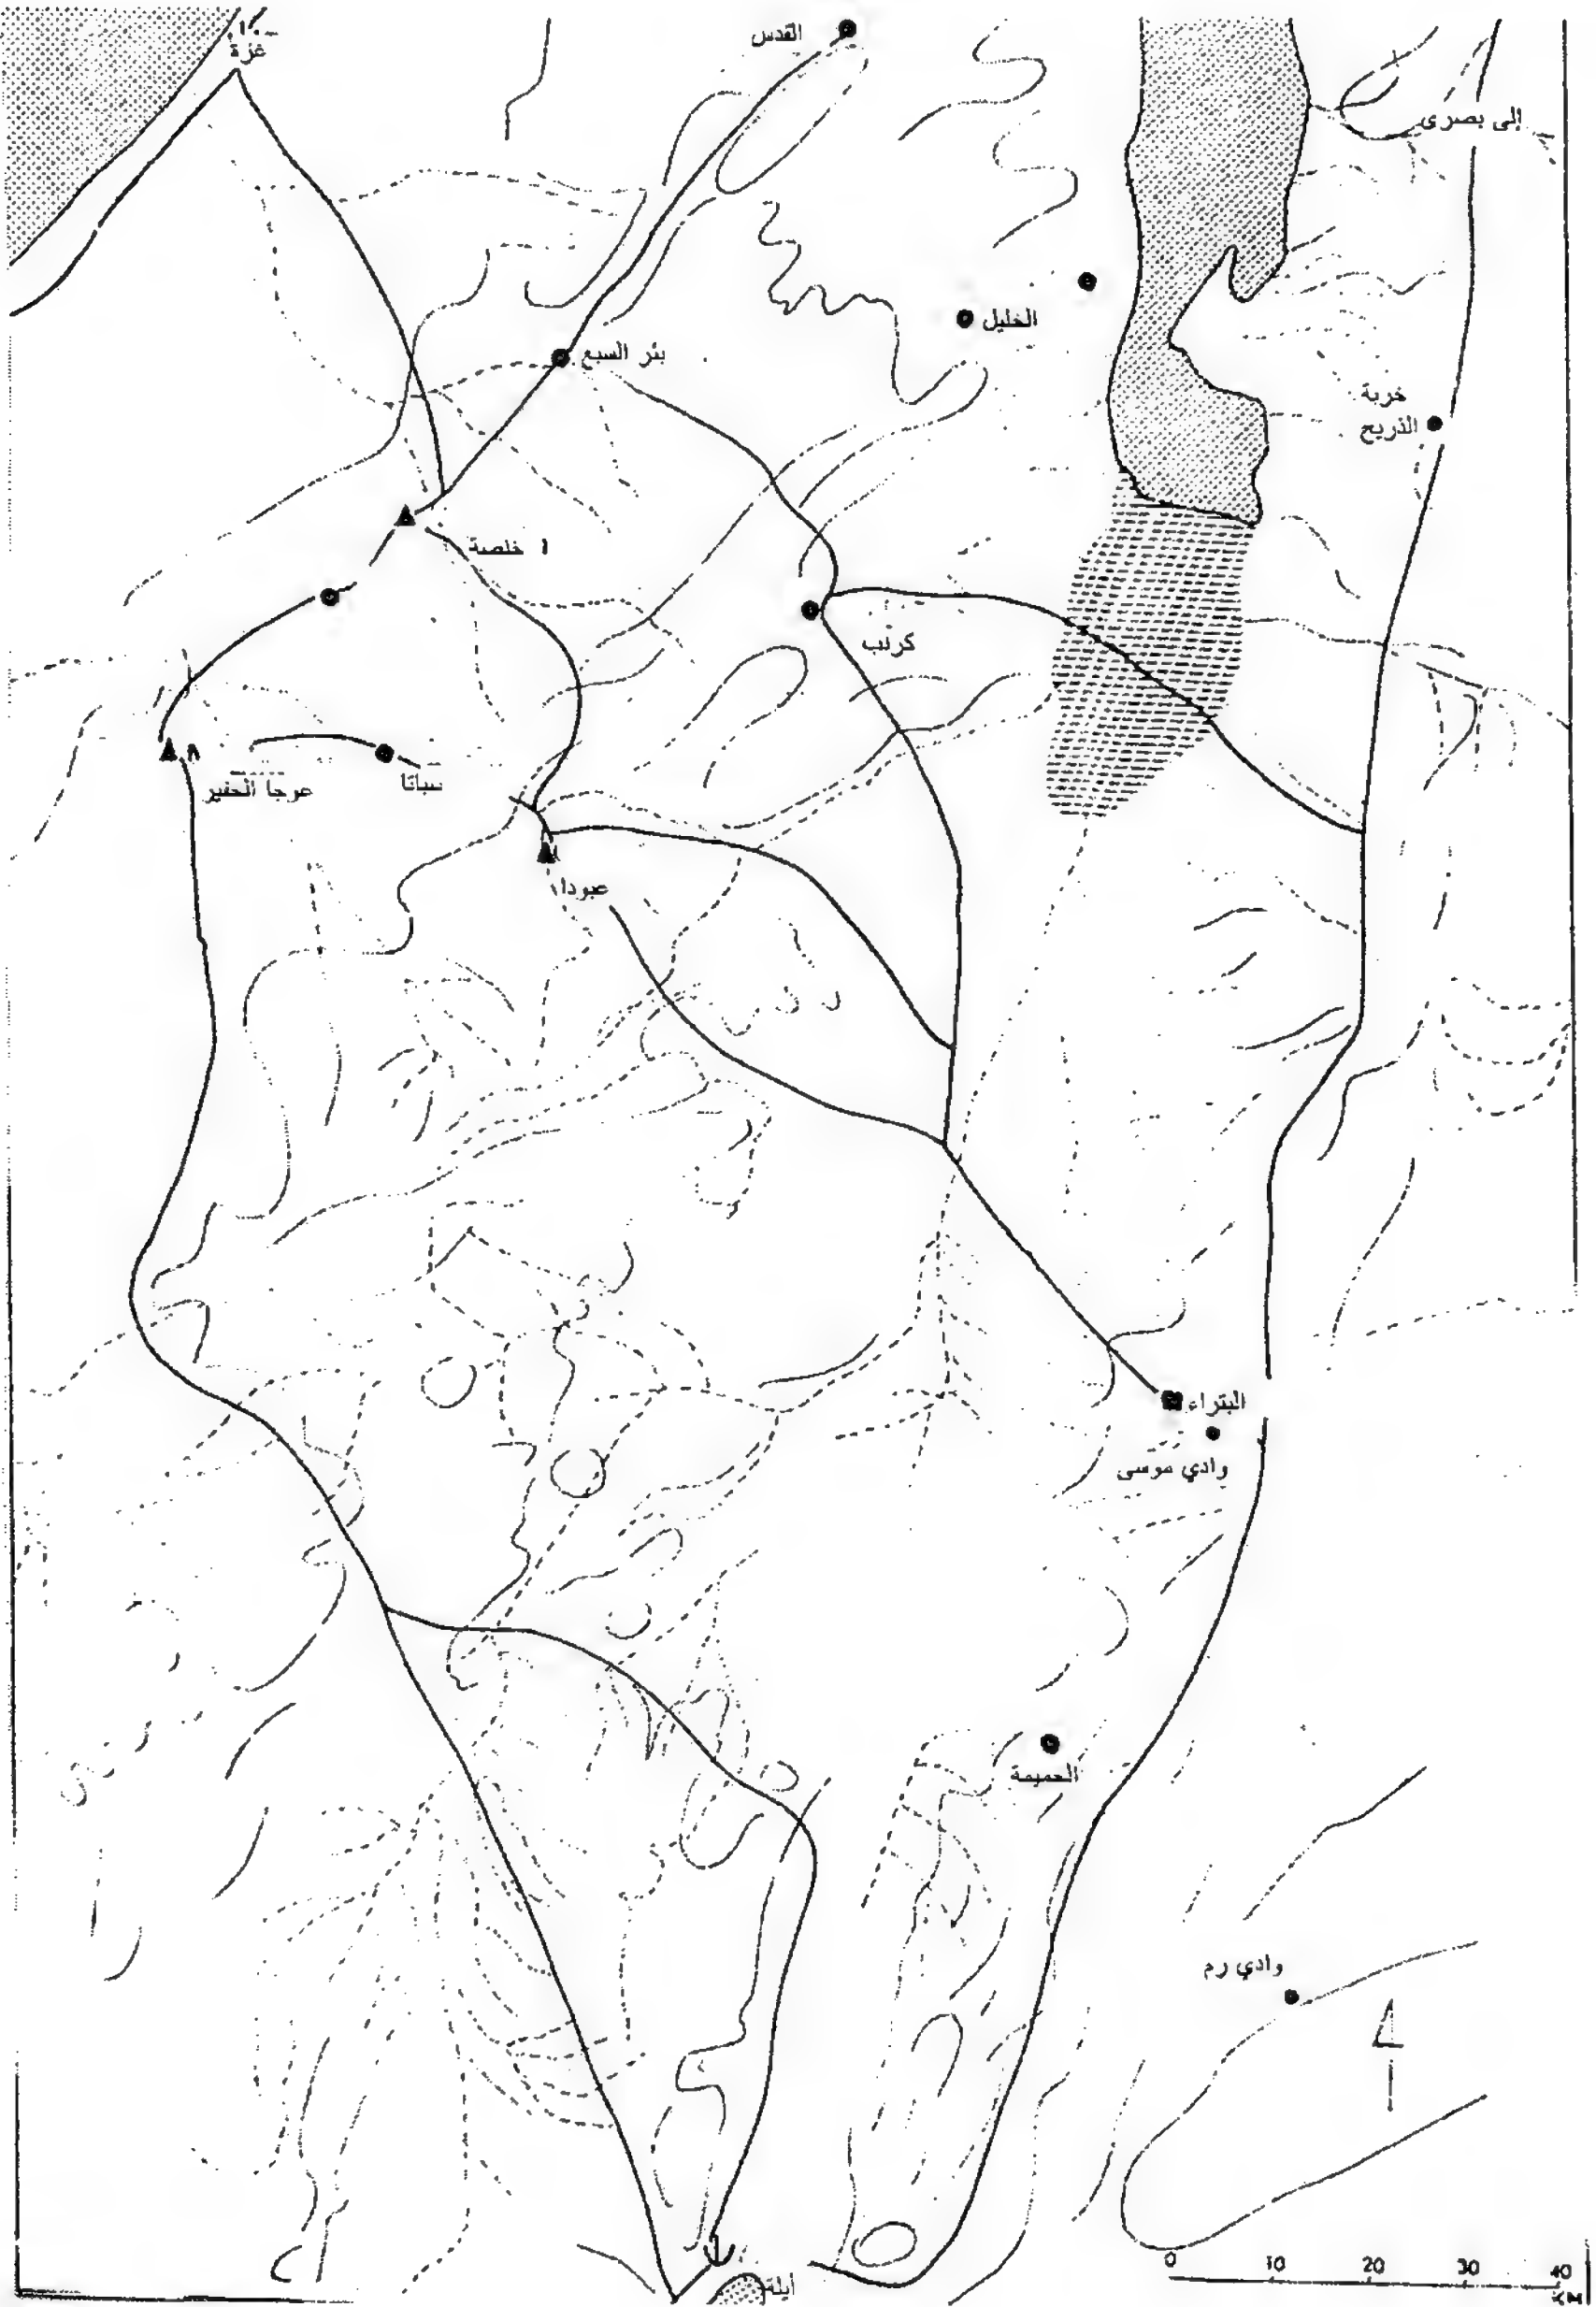 القدس
غزة
إلى بصرى
الخليل
بئر السبع
خربة
الذريح
خلصة
كرنب
عوجا الحفير
سباتا
عبودا
البتراء
وادي موسى
الحميمة
وادي رم
0 10 20 30 40
KM
أيلة